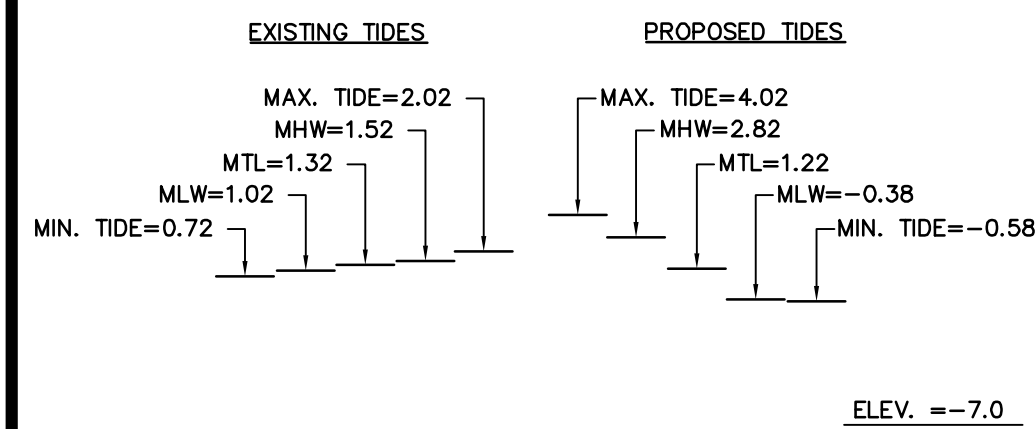 EXISTING TIDES
MAX. TIDE=2.02
MHW=1.52
MTL=1.32
MLW=1.02
MIN. TIDE=0.72
PROPOSED TIDES
MAX. TIDE=4.02
MHW=2.82
MTL=1.22
MLW=-0.38
MIN. TIDE=-0.58
ELEV. =-7.0